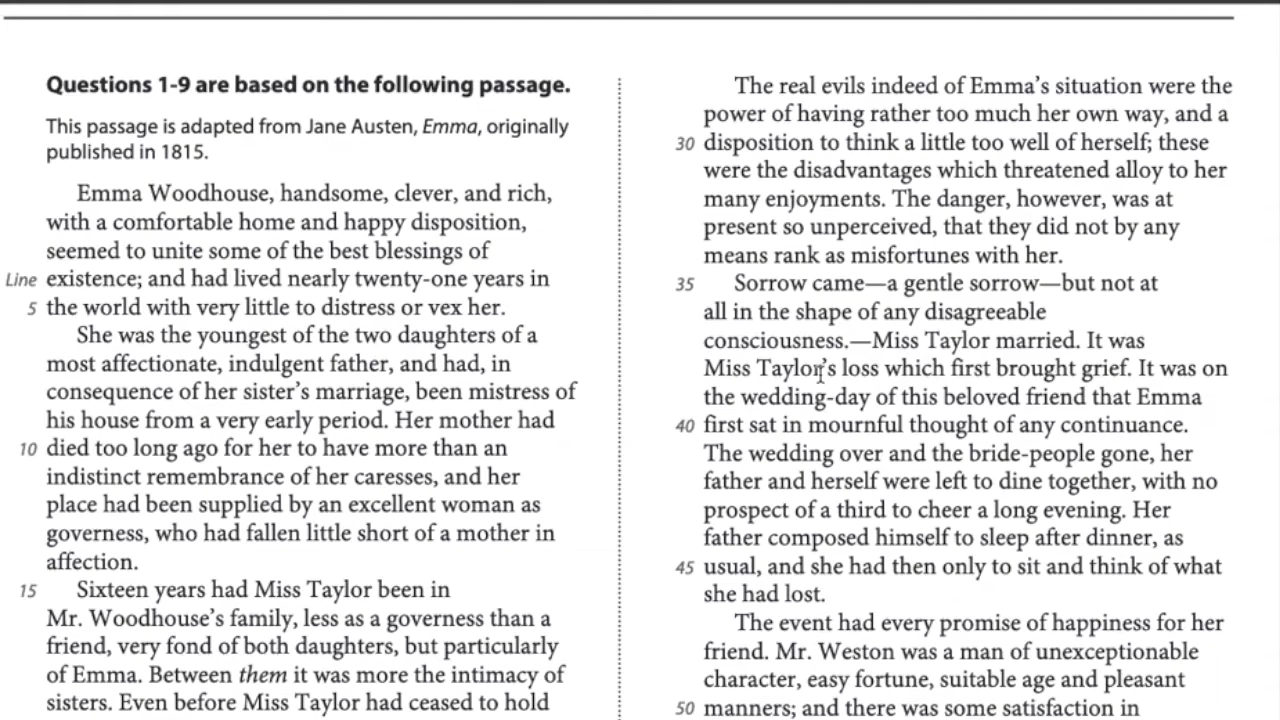 Questions 1-9 are based on the following passage.
This passage is adapted from Jane Austen, Emma, originally
published in 1815.
Emma Woodhouse, handsome, clever, and rich,
with a comfortable home and happy disposition,
seemed to unite some of the best blessings of
Line existence; and had lived nearly twenty-one years in
5 the world with very little to distress or vex her.
She was the youngest of the two daughters of a
most affectionate, indulgent father, and had, in
consequence of her sister's marriage, been mistress of
his house from a very early period. Her mother had
10 died too long ago for her to have more than an
indistinct remembrance of her caresses, and her
place had been supplied by an excellent woman as
governess, who had fallen little short of a mother in
affection.
15 Sixteen years had Miss Taylor been in
Mr. Woodhouse's family, less as a governess than a
friend, very fond of both daughters, but particularly
of Emma. Between them it was more the intimacy of
sisters. Even before Miss Taylor had ceased to hold
The real evils indeed of Emma's situation were the
power of having rather too much her own way, and a
30 disposition to think a little too well of herself; these
were the disadvantages which threatened alloy to her
many enjoyments. The danger, however, was at
present so unperceived, that they did not by any
means rank as misfortunes with her.
35 Sorrow came—a gentle sorrow—but not at
all in the shape of any disagreeable
consciousness.—Miss Taylor married. It was
Miss Taylor's loss which first brought grief. It was on
the wedding-day of this beloved friend that Emma
40 first sat in mournful thought of any continuance.
The wedding over and the bride-people gone, her
father and herself were left to dine together, with no
prospect of a third to cheer a long evening. Her
father composed himself to sleep after dinner, as
45 usual, and she had then only to sit and think of what
she had lost.
The event had every promise of happiness for her
friend. Mr. Weston was a man of unexceptionable
character, easy fortune, suitable age and pleasant
50 manners; and there was some satisfaction in